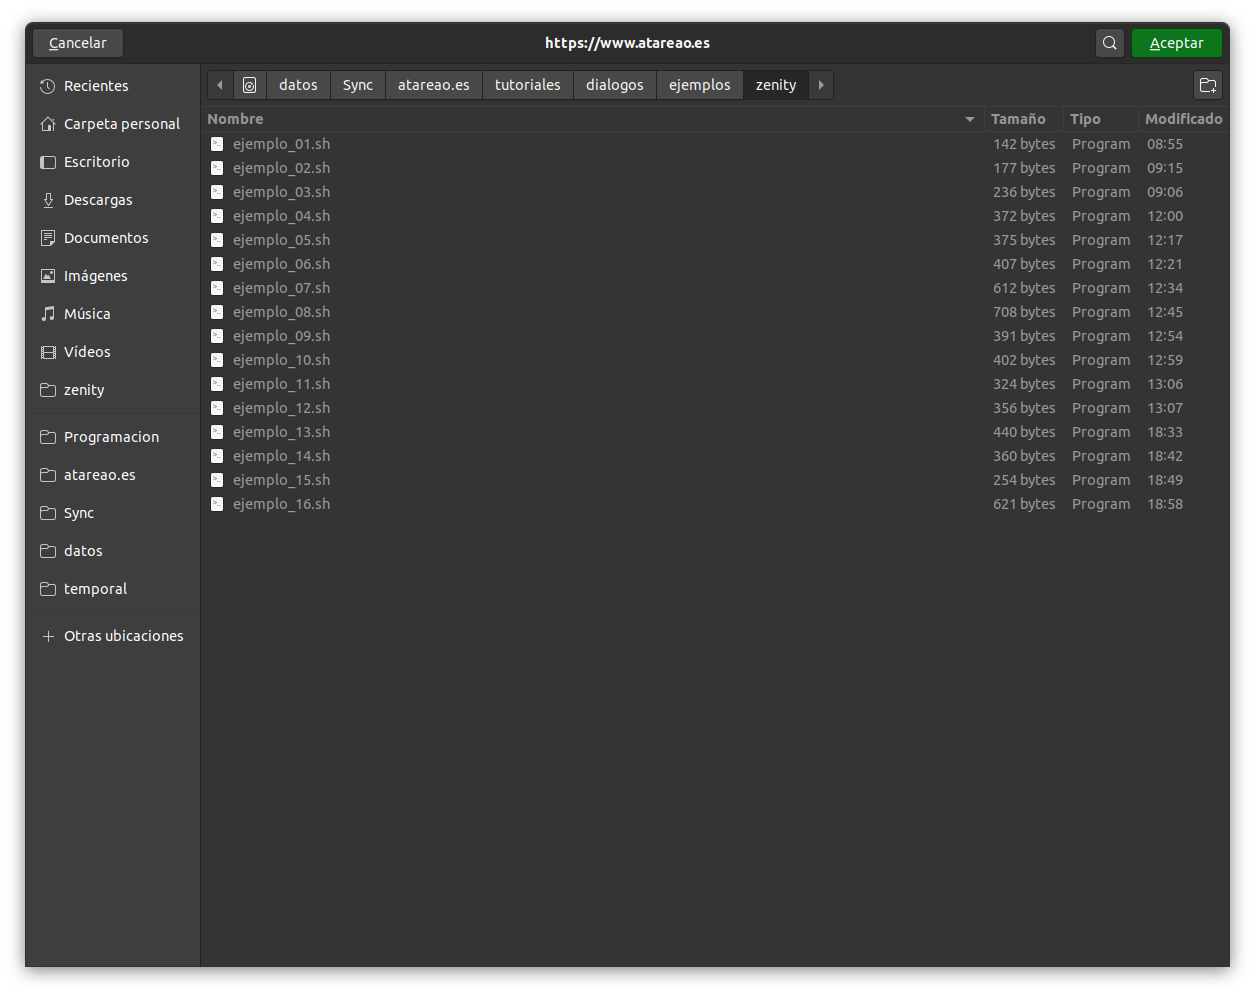 Cancelar https://www.atareao.es Aceptar
Recientes
Carpeta personal
Escritorio
Descargas
Documentos
Imágenes
Música
Vídeos
zenity
Programacion
atareao.es
Sync
datos
temporal
Otras ubicaciones
datos Sync atareao.es tutoriales dialogos ejemplos zenity
Nombre Tamaño Tipo Modificado
ejemplo_01.sh 142 bytes Program 08:55
ejemplo_02.sh 177 bytes Program 09:15
ejemplo_03.sh 236 bytes Program 09:06
ejemplo_04.sh 372 bytes Program 12:00
ejemplo_05.sh 375 bytes Program 12:17
ejemplo_06.sh 407 bytes Program 12:21
ejemplo_07.sh 612 bytes Program 12:34
ejemplo_08.sh 708 bytes Program 12:45
ejemplo_09.sh 391 bytes Program 12:54
ejemplo_10.sh 402 bytes Program 12:59
ejemplo_11.sh 324 bytes Program 13:06
ejemplo_12.sh 356 bytes Program 13:07
ejemplo_13.sh 440 bytes Program 18:33
ejemplo_14.sh 360 bytes Program 18:42
ejemplo_15.sh 254 bytes Program 18:49
ejemplo_16.sh 621 bytes Program 18:58